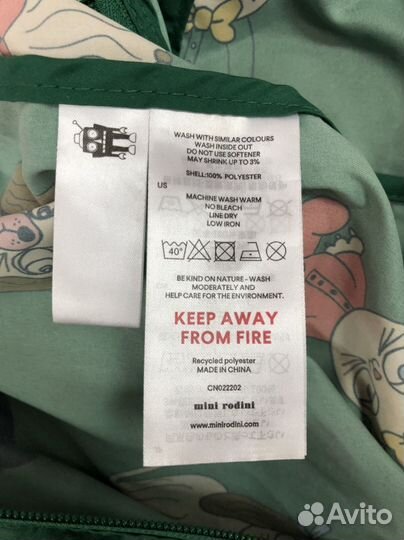 WASH WITH SIMILAR COLOURS
WASH INSIDE OUT
DO NOT USE SOFTENER
MAY SHRINK UP TO 3%
SHELL:100% POLYESTER
US
MACHINE WASH WARM
NO BLEACH
LINE DRY
LOW IRON
40°
BE KIND ON NATURE - WASH
MODERATELY AND
HELP CARE FOR THE ENVIRONMENT.
KEEP AWAY
FROM FIRE
Recycled polyester
MADE IN CHINA
CN022202
mini rodini
www.minirodini.com
Avito